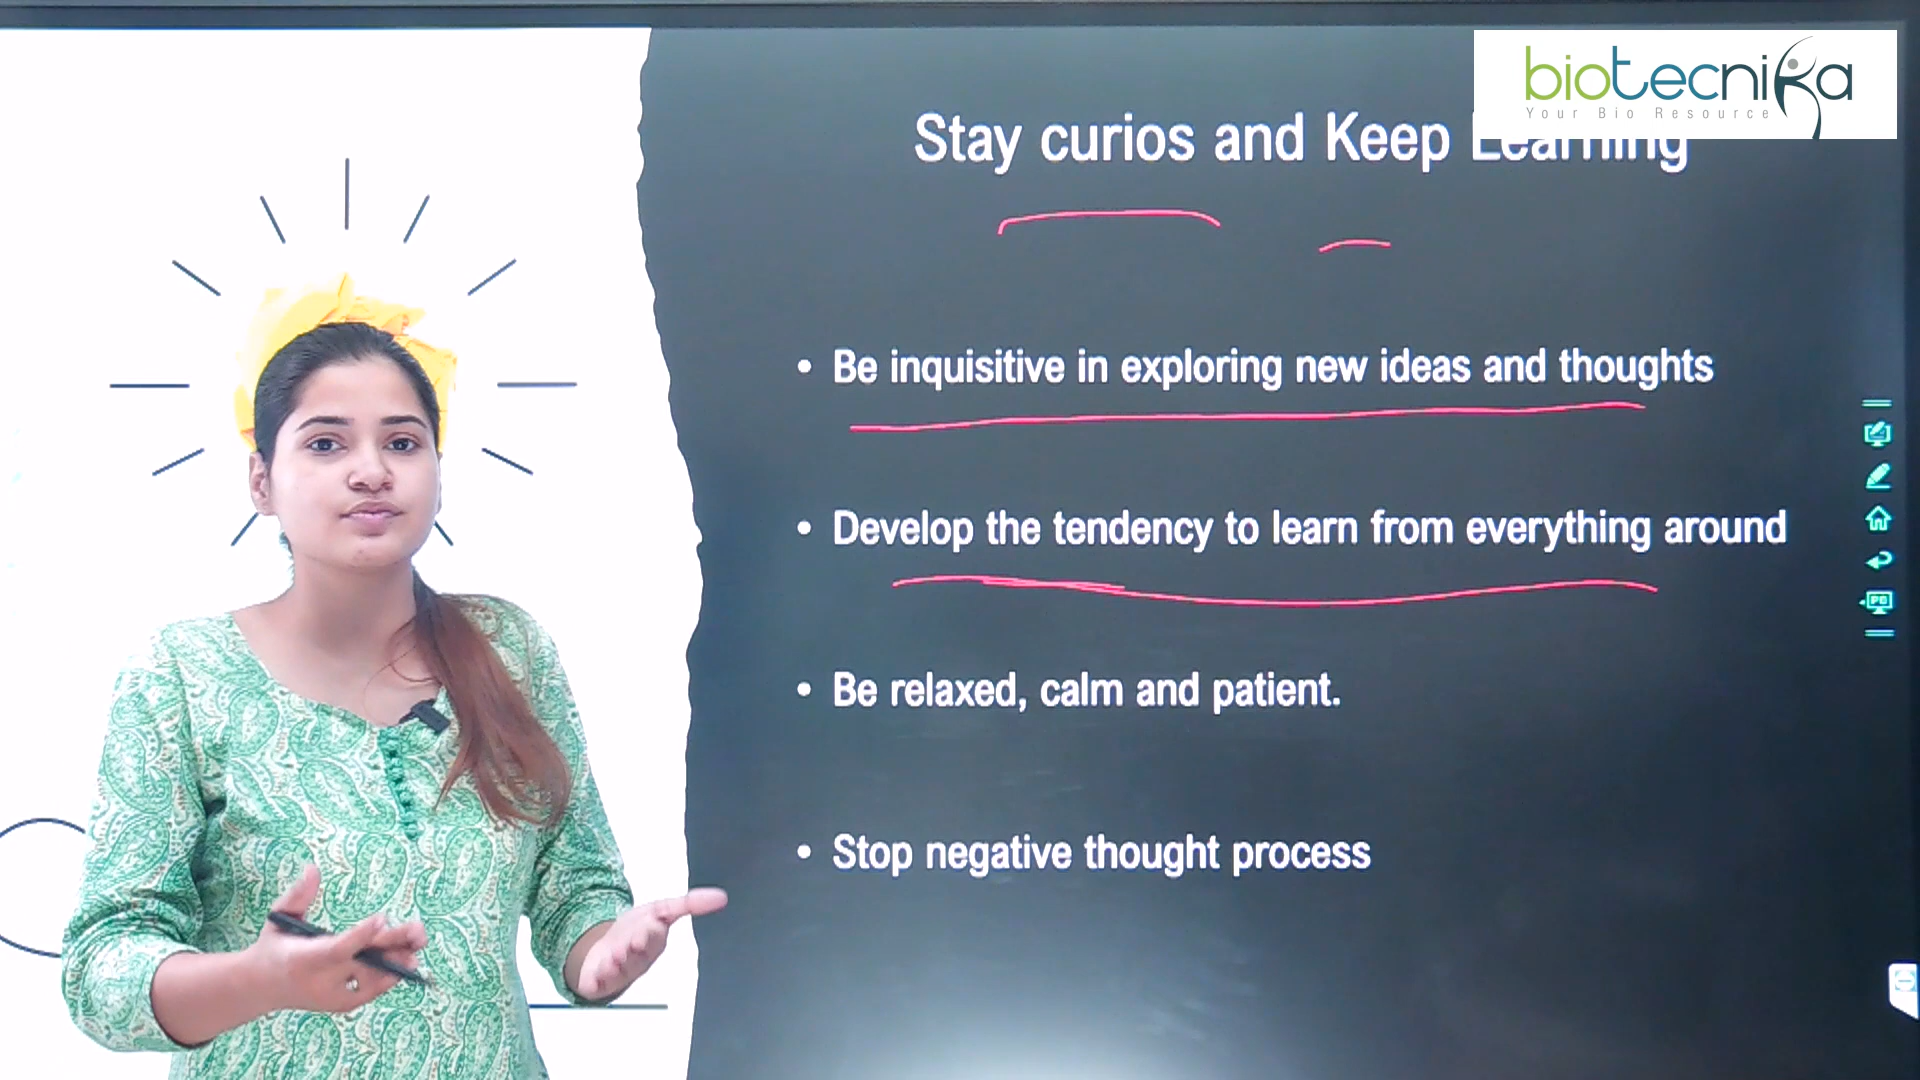 biotecnika
Your Bio Resource
Stay curios and Keep Learning
• Be inquisitive in exploring new ideas and thoughts
• Develop the tendency to learn from everything around
• Be relaxed, calm and patient.
• Stop negative thought process